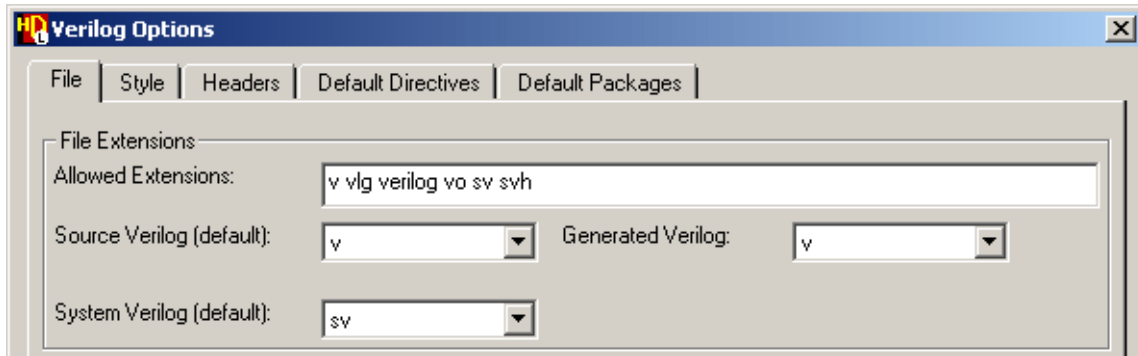 HDL Verilog Options
File Style Headers Default Directives Default Packages
File Extensions
Allowed Extensions: v vlg verilog vo sv svh
Source Verilog (default): v Generated Verilog: v
System Verilog (default): sv